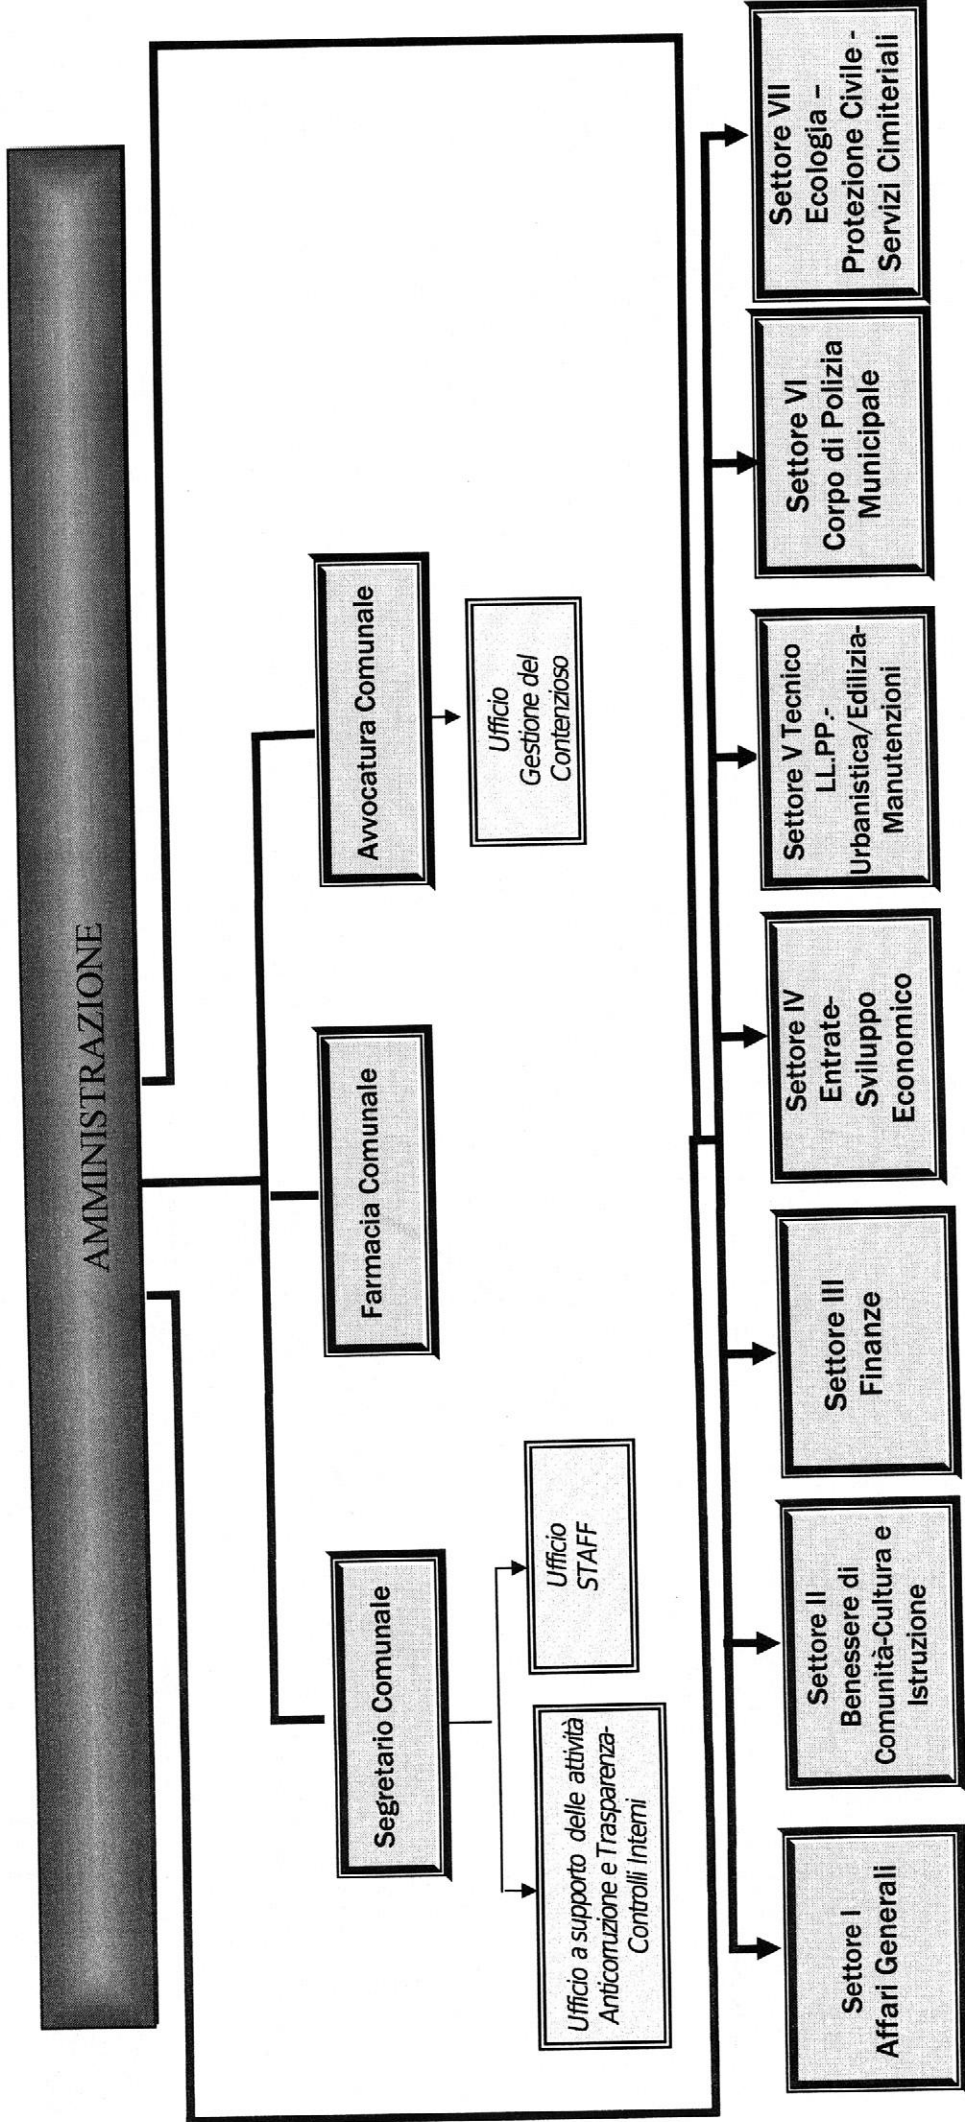 AMMINISTRAZIONE
Segretario Comunale
Farmacia Comunale
Avvocatura Comunale
Ufficio a supporto delle attività
Anticorruzione e Trasparenza-
Controlli Interni
Ufficio
STAFF
Ufficio
Gestione del
Contenzioso
Settore I
Affari Generali
Settore II
Benessere di
Comunità-Cultura e
Istruzione
Settore III
Finanze
Settore IV
Entrate-
Sviluppo
Economico
Settore V Tecnico
LL.PP.-
Urbanistica/Edilizia-
Manutenzioni
Settore VI
Corpo di Polizia
Municipale
Settore VII
Ecologia –
Protezione Civile -
Servizi Cimiteriali